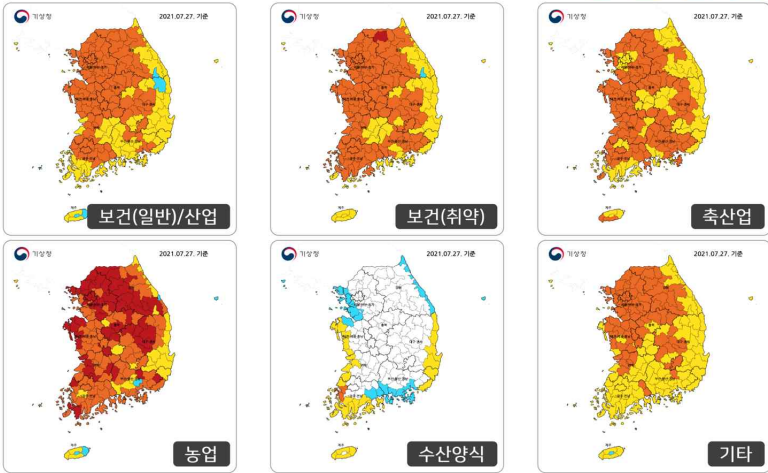 기상청 2021.07.27. 기준
보건(일반)/산업
기상청 2021.07.27. 기준
보건(취약)
기상청 2021.07.27. 기준
축산업
기상청 2021.07.27. 기준
농업
기상청 2021.07.27. 기준
수산양식
기상청 2021.07.27. 기준
기타